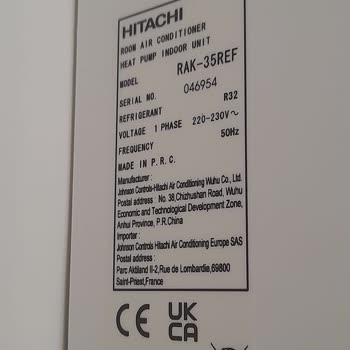 HITACHI
ROOM AIR CONDITIONER
HEAT PUMP INDOOR UNIT
MODEL RAK-35REF
SERIAL NO. 046954
REFRIGERANT R32
VOLTAGE 1 PHASE 220-230V~
FREQUENCY 50Hz
MADE IN P.R.C.
Manufacturer:
Johnson Controls-Hitachi Air Conditioning Wuhu Co., Ltd.
Postal address: No. 38, Chizhushan Road, Wuhu
Economic and Technological Development Zone,
Anhui Province, P.R.China
Importer:
Johnson Controls Hitachi Air Conditioning Europe SAS
Postal address:
Parc Aktiland II-2, Rue de Lombardie, 69800
Saint-Priest, France
CE UK
CA